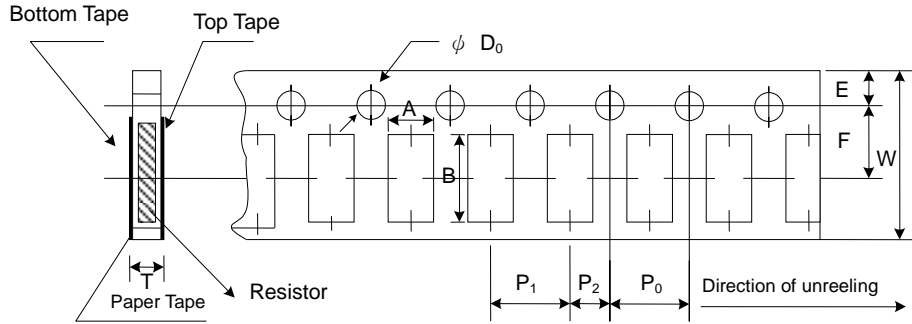 Bottom Tape
Top Tape
ψ D₀
A
E
F
W
B
T
Paper Tape
Resistor
P₁
P₂
P₀
Direction of unreeling